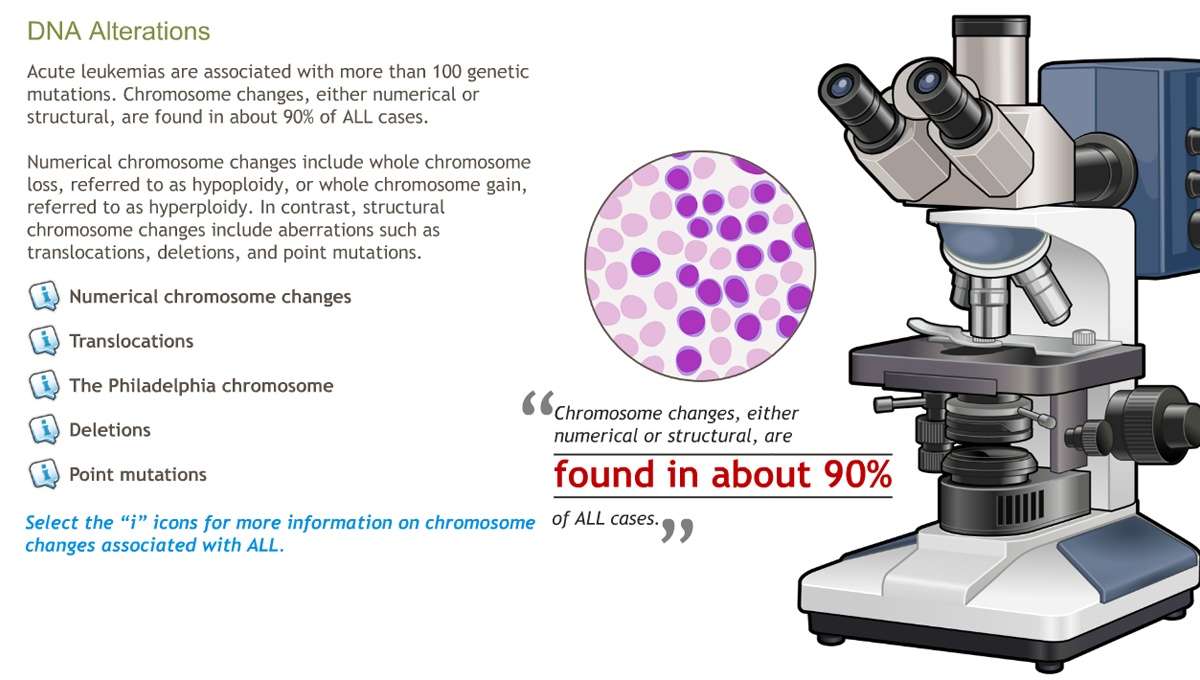 DNA Alterations
Acute leukemias are associated with more than 100 genetic
mutations. Chromosome changes, either numerical or
structural, are found in about 90% of ALL cases.
Numerical chromosome changes include whole chromosome
loss, referred to as hypoploidy, or whole chromosome gain,
referred to as hyperploidy. In contrast, structural
chromosome changes include aberrations such as
translocations, deletions, and point mutations.
i Numerical chromosome changes
i Translocations
i The Philadelphia chromosome
i Deletions
i Point mutations
Select the “i” icons for more information on chromosome
changes associated with ALL.
“Chromosome changes, either
numerical or structural, are
found in about 90%
of ALL cases.”